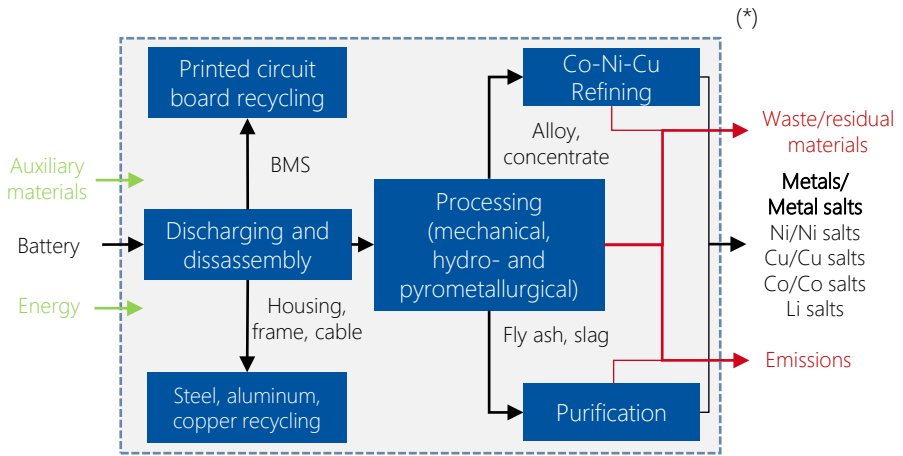 (*)
Printed circuit
board recycling
Co-Ni-Cu
Refining
Waste/residual
materials
Alloy,
concentrate
BMS
Auxiliary
materials
Metals/
Metal salts
Ni/Ni salts
Cu/Cu salts
Co/Co salts
Li salts
Battery
Discharging and
dissassembly
Processing
(mechanical,
hydro- and
pyrometallurgical)
Energy
Housing,
frame, cable
Fly ash, slag
Emissions
Steel, aluminum,
copper recycling
Purification